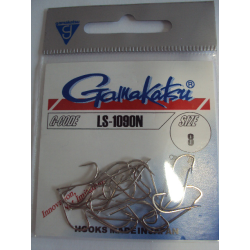 Gamakatsu
G-CODE
LS-1090N
SIZE
8
HOOKS MADE IN JAPAN